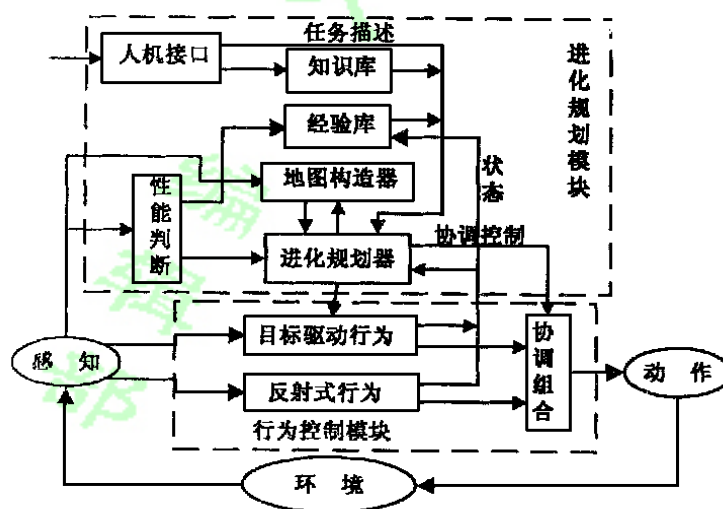 任务描述
人机接口
知识库
进化规划模块
经验库
状态
地图构造器
性能判断
协调控制
进化规划器
目标驱动行为
协调组合
感 知
动 作
反射式行为
行为控制模块
环 境
编
辑
部